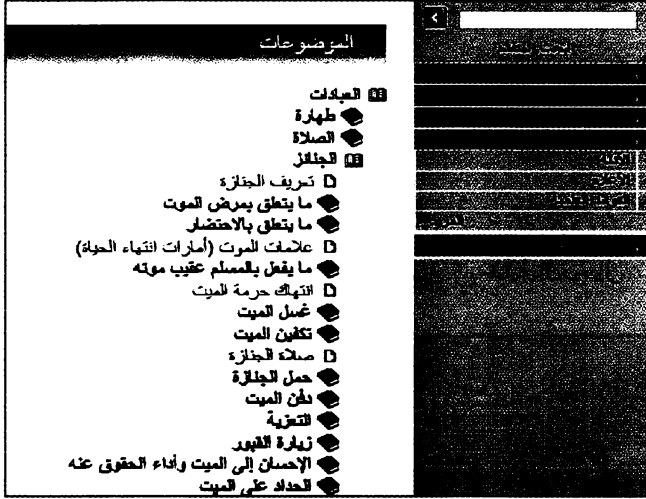 الموضوعات
العبادات
طهارة
الصلاة
الجنائز
تعريف الجنازة
ما يتعلق بمرض الموت
ما يتعلق بالاحتضار
علامات الموت (أمارات انتهاء الحياة)
ما يفعل بالمسلم عقيب موته
انتهاك حرمة الميت
غسل الميت
تكفين الميت
صلاة الجنازة
حمل الجنازة
دفن الميت
التعزية
زيارة القبور
الإحسان إلى الميت وأداء الحقوق عنه
الحداد على الميت